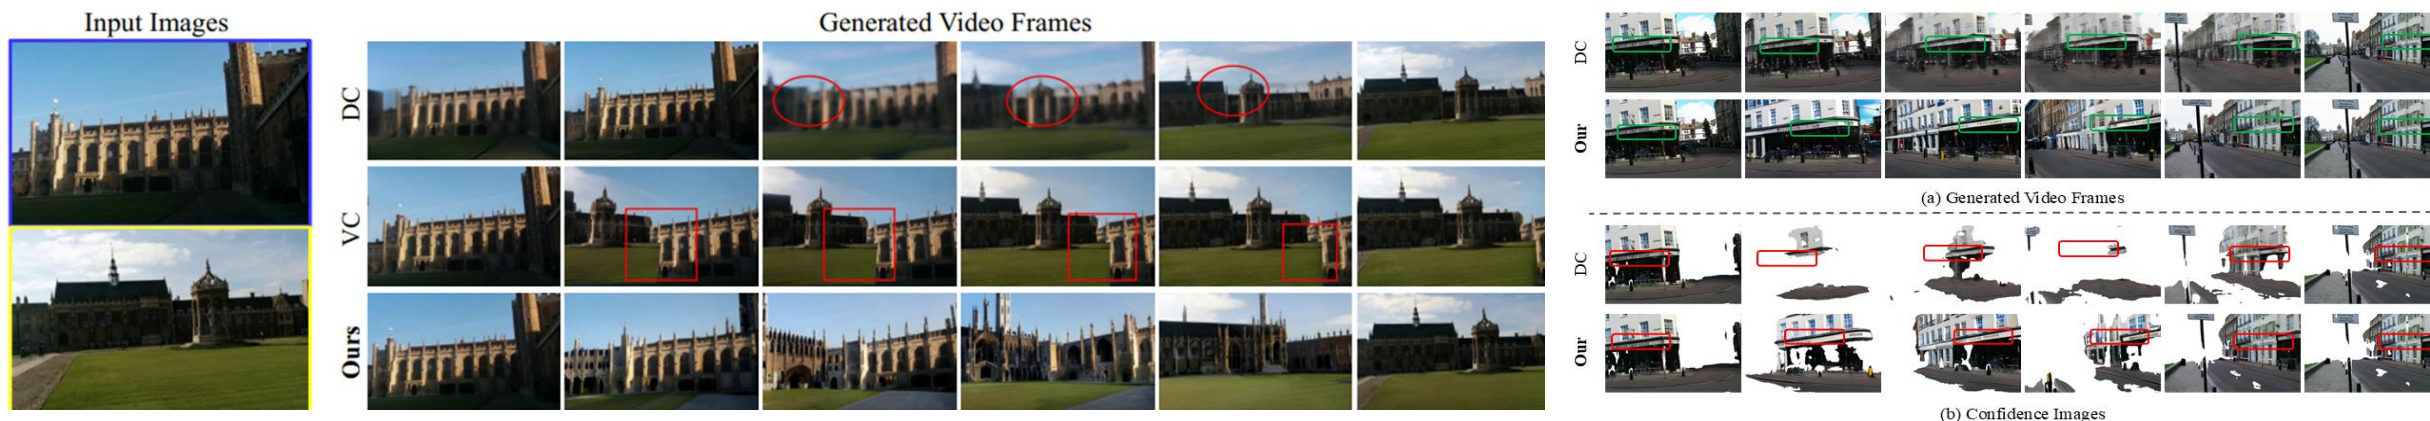 Input Images
Generated Video Frames
DC
VC
Ours
DC
Our
(a) Generated Video Frames
DC
Our
(b) Confidence Images